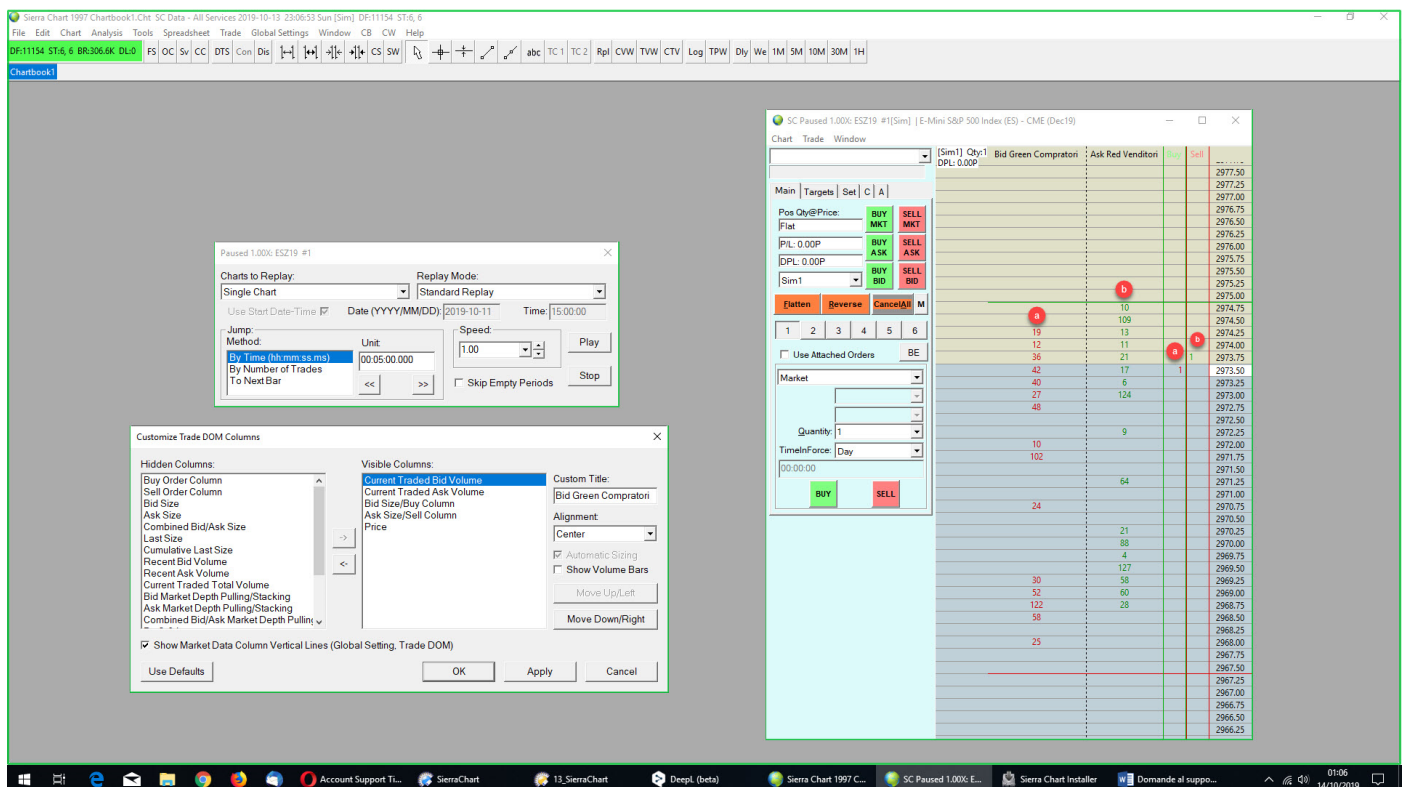 Sierra Chart 1997 Chartbook1.Cht SC Data - All Services 2019-10-13 23:06:53 Sun [Sim] DF:11154 ST:6, 6
File Edit Chart Analysis Tools Spreadsheet Trade Global Settings Window CB CW Help
DF:11154 ST:6, 6 BR:306.6K DL:0 FS OC Sv CC DTS Con Dis CS SW abc TC 1 TC 2 Rpl CVW TVW CTV Log TPW Dly We 1M 5M 10M 30M 1H
Chartbook1
Paused 1.00X: ESZ19 #1
Charts to Replay: Replay Mode:
Single Chart Standard Replay
Use Start Date-Time Date (YYYY/MM/DD): 2019-10-11 Time: 15:00:00
Jump: Speed:
Method: Unit:
By Time (hh:mm:ss.ms) 00:05:00.000 1.00 Play
By Number of Trades
To Next Bar << >> Skip Empty Periods Stop
Customize Trade DOM Columns
Hidden Columns: Visible Columns: Custom Title:
Buy Order Column Current Traded Bid Volume Bid Green Compratori
Sell Order Column Current Traded Ask Volume
Bid Size Bid Size/Buy Column
Ask Size Ask Size/Sell Column Alignment:
Combined Bid/Ask Size Price Center
Last Size ->
Cumulative Last Size Automatic Sizing
Recent Bid Volume <- Show Volume Bars
Recent Ask Volume
Current Traded Total Volume
Bid Market Depth Pulling/Stacking Move Up/Left
Ask Market Depth Pulling/Stacking
Combined Bid/Ask Market Depth Pulling Move Down/Right
Show Market Data Column Vertical Lines (Global Setting, Trade DOM)
Use Defaults OK Apply Cancel
SC Paused 1.00X: ESZ19 #1[Sim] | E-Mini S&P 500 Index (ES) - CME (Dec19)
Chart Trade Window
Main Targets Set C A
Pos Qty@Price: BUY MKT SELL MKT
Flat
P/L: 0.00P BUY ASK SELL ASK
DPL: 0.00P
Sim1 BUY BID SELL BID
Flatten Reverse CancelAll M
1 2 3 4 5 6
Use Attached Orders BE
Market
Quantity: 1
TimeInForce: Day
00:00:00
BUY SELL
[Sim1] Qty:1 Bid Green Compratori Ask Red Venditori Buy Sell
DPL: 0.00P
2977.50
2977.25
2977.00
2976.75
2976.50
2976.25
2976.00
2975.75
2975.50
b 2975.25
2975.00
10 2974.75
a 109 2974.50
19 13 2974.25
12 11 b 2974.00
36 21 a 1 2973.75
42 17 1 2973.50
40 6 2973.25
27 124 2973.00
48 2972.75
2972.50
9 2972.25
10 2972.00
102 2971.75
2971.50
64 2971.25
2971.00
24 2970.75
2970.50
21 2970.25
88 2970.00
4 2969.75
127 2969.50
30 58 2969.25
52 60 2969.00
122 28 2968.75
58 2968.50
2968.25
25 2968.00
2967.75
2967.50
2967.25
2967.00
2966.75
2966.50
2966.25
Account Support Ti... SierraChart 13_SierraChart DeepL (beta) Sierra Chart 1997 C... SC Paused 1.00X: E... Sierra Chart Installer Domande al suppo... 01:06
14/10/2019